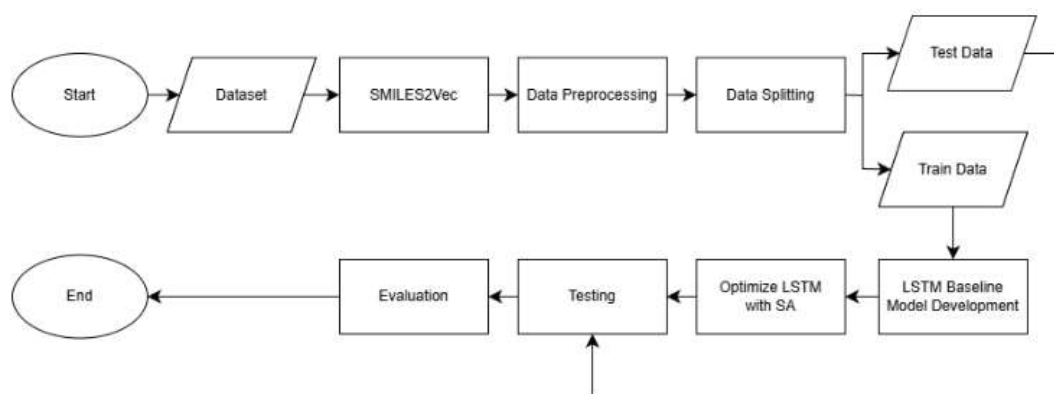 Start
Dataset
SMILES2Vec
Data Preprocessing
Data Splitting
Test Data
Train Data
LSTM Baseline
Model Development
Optimize LSTM
with SA
Testing
Evaluation
End